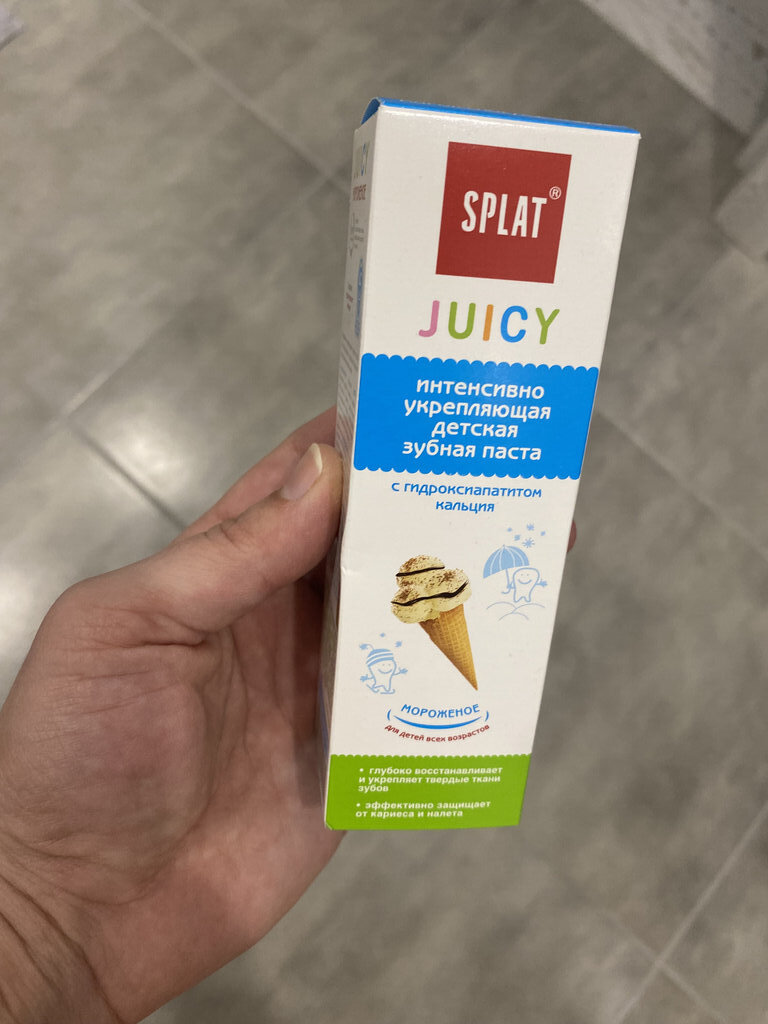 SPLAT®
JUICY
интенсивно
укрепляющая
детская
зубная паста
с гидроксиапатитом
кальция
МОРОЖЕНОЕ
для детей всех возрастов
• глубоко восстанавливает
и укрепляет твердые ткани
зубов
• эффективно защищает
от кариеса и налета
JUICY